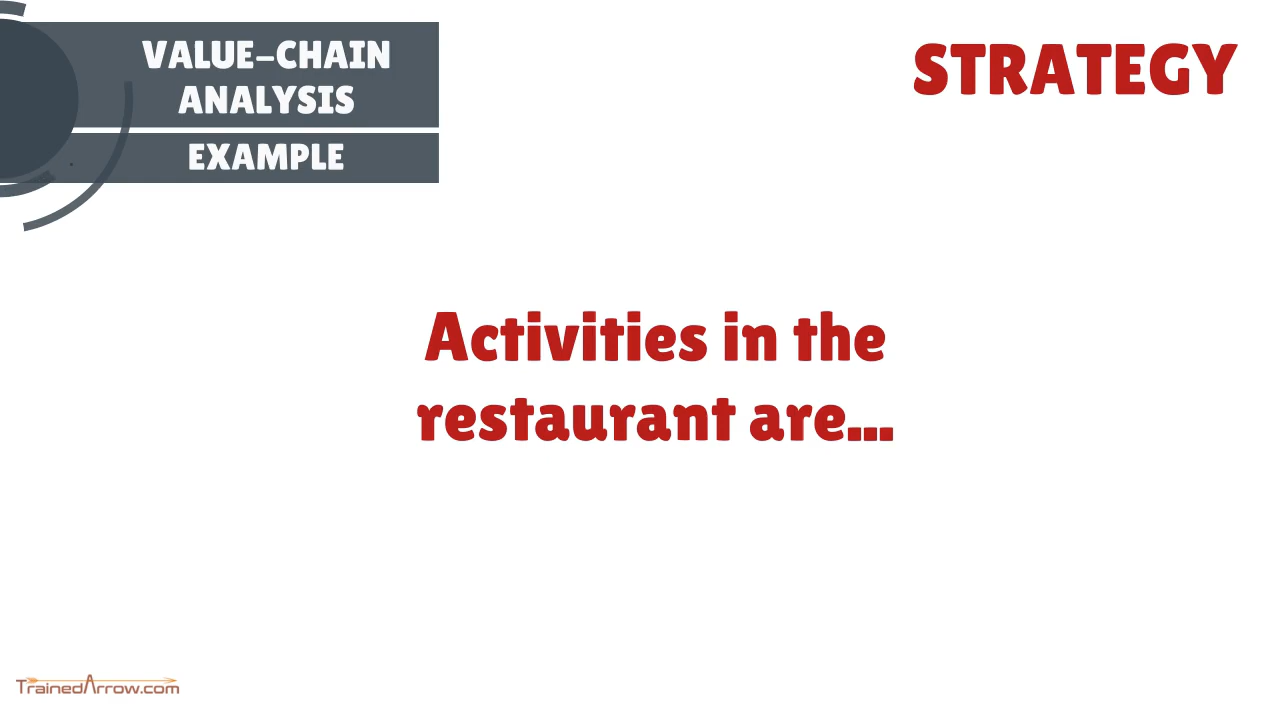 VALUE-CHAIN
ANALYSIS
EXAMPLE
STRATEGY
Activities in the
restaurant are...
TrainedArrow.com